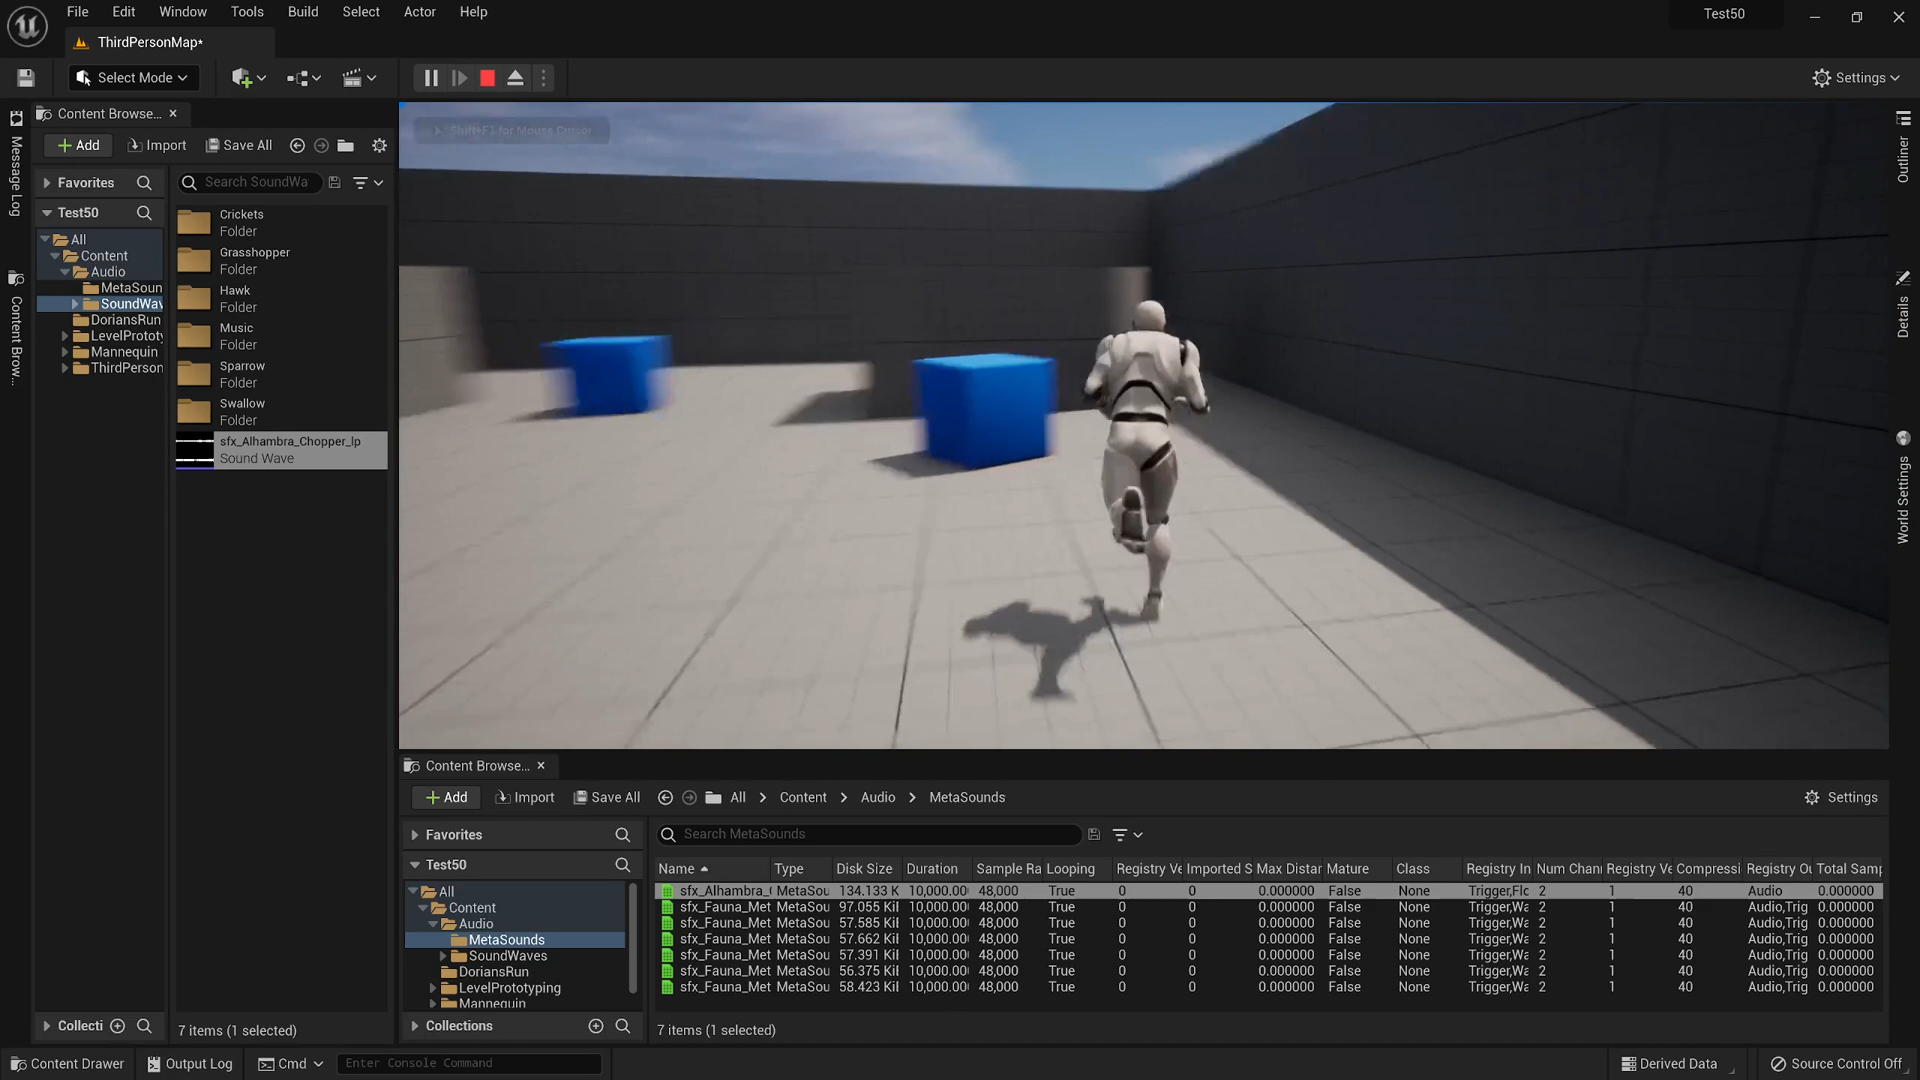 File Edit Window Tools Build Select Actor Help
Test50
ThirdPersonMap*
Select Mode
Settings
Content Browse...
Add Import Save All
Favorites
Search SoundWa
Test50
All
Content
Audio
MetaSoun
SoundWav
DoriansRun
LevelPrototy
Mannequin
ThirdPerson
Crickets
Folder
Grasshopper
Folder
Hawk
Folder
Music
Folder
Sparrow
Folder
Swallow
Folder
sfx_Alhambra_Chopper_lp
Sound Wave
Collecti
7 items (1 selected)
Message Log
Content Brow...
Shift+F1 for Mouse Cursor
Outliner
Details
World Settings
Content Browse...
Add Import Save All All > Content > Audio > MetaSounds Settings
Favorites
Search MetaSounds
Test50
All
Content
Audio
MetaSounds
SoundWaves
DoriansRun
LevelPrototyping
Mannequin
Collections
Name Type Disk Size Duration Sample Ra Looping Registry Ve Imported S Max Distar Mature Class Registry In Num Chani Registry Ve Compressi Registry Ou Total Samp
sfx_Alhambra_ MetaSou 134.133 K 10,000.00 48,000 True 0 0 0.000000 False None Trigger,Flo 2 1 40 Audio 0.000000
sfx_Fauna_Met MetaSou 97.055 KiB 10,000.00 48,000 True 0 0 0.000000 False None Trigger,Wa 2 1 40 Audio,Trig 0.000000
sfx_Fauna_Met MetaSou 57.585 KiB 10,000.00 48,000 True 0 0 0.000000 False None Trigger,Wa 2 1 40 Audio,Trig 0.000000
sfx_Fauna_Met MetaSou 57.662 KiB 10,000.00 48,000 True 0 0 0.000000 False None Trigger,Wa 2 1 40 Audio,Trig 0.000000
sfx_Fauna_Met MetaSou 57.391 KiB 10,000.00 48,000 True 0 0 0.000000 False None Trigger,Wa 2 1 40 Audio,Trig 0.000000
sfx_Fauna_Met MetaSou 56.375 KiB 10,000.00 48,000 True 0 0 0.000000 False None Trigger,Wa 2 1 40 Audio,Trig 0.000000
sfx_Fauna_Met MetaSou 58.423 KiB 10,000.00 48,000 True 0 0 0.000000 False None Trigger,Wa 2 1 40 Audio,Trig 0.000000
7 items (1 selected)
Content Drawer Output Log Cmd Enter Console Command Derived Data Source Control Off